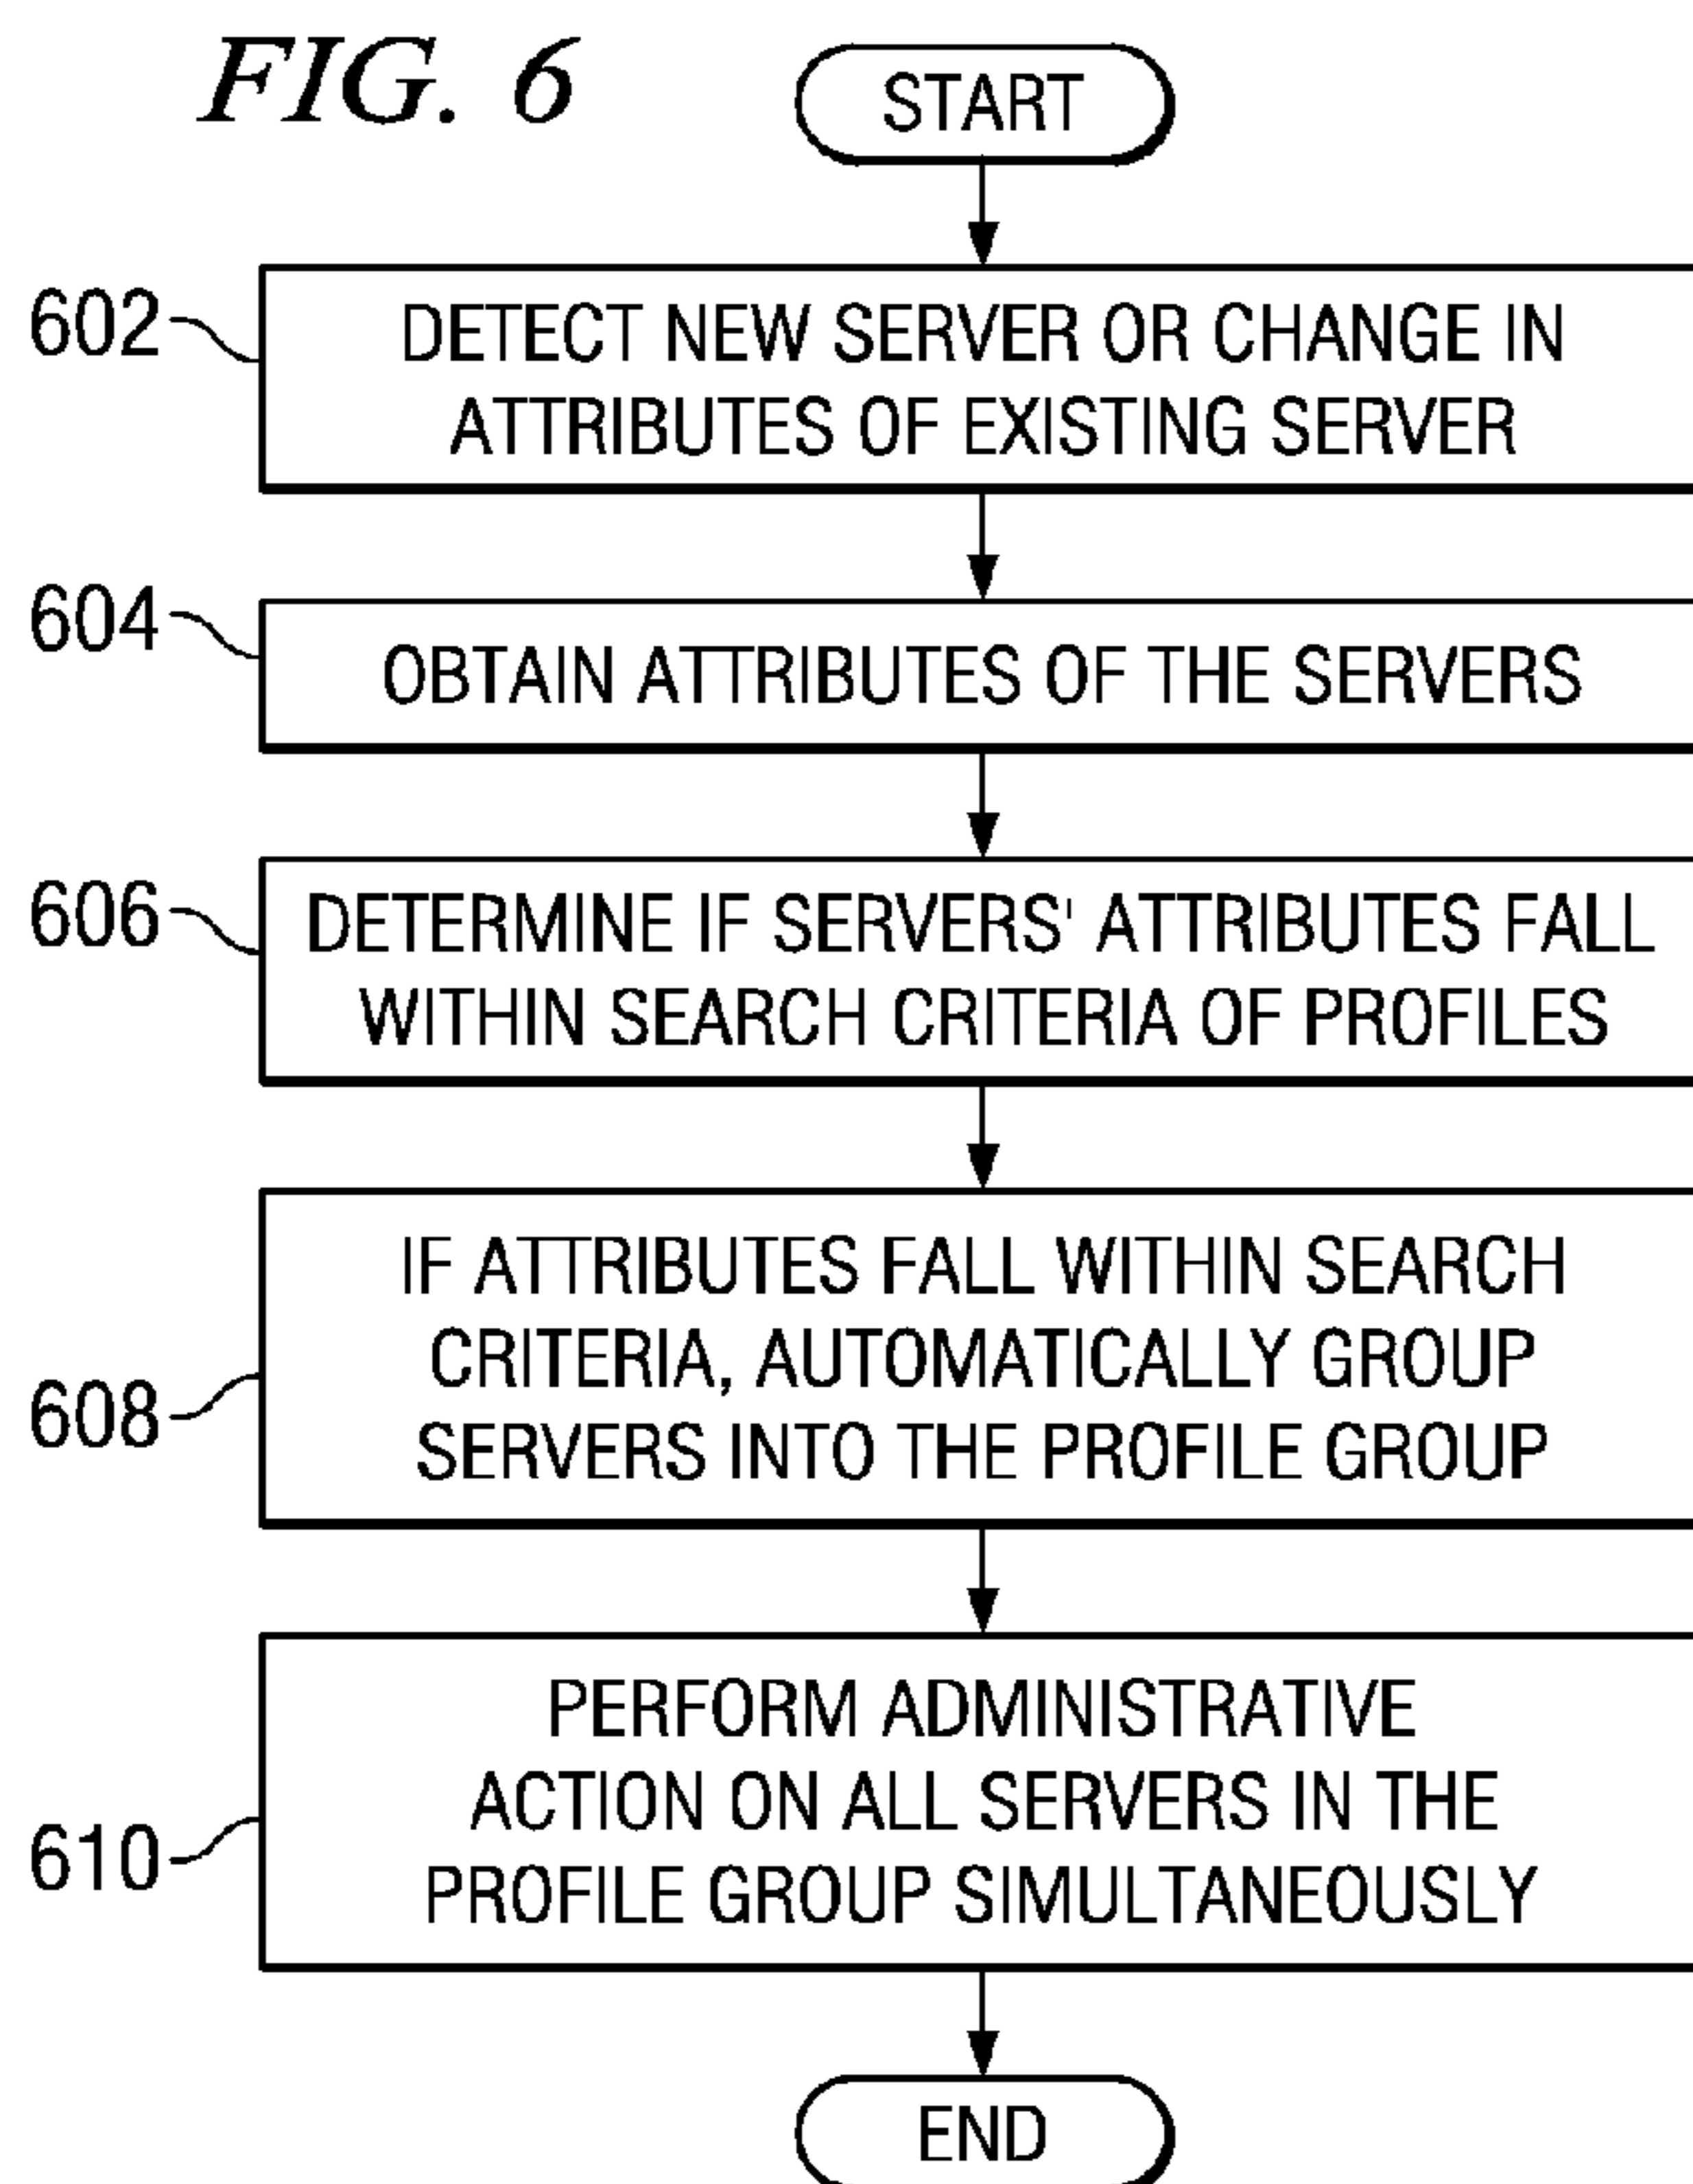 FIG. 6
START
602
DETECT NEW SERVER OR CHANGE IN
ATTRIBUTES OF EXISTING SERVER
604
OBTAIN ATTRIBUTES OF THE SERVERS
606
DETERMINE IF SERVERS' ATTRIBUTES FALL
WITHIN SEARCH CRITERIA OF PROFILES
608
IF ATTRIBUTES FALL WITHIN SEARCH
CRITERIA, AUTOMATICALLY GROUP
SERVERS INTO THE PROFILE GROUP
610
PERFORM ADMINISTRATIVE
ACTION ON ALL SERVERS IN THE
PROFILE GROUP SIMULTANEOUSLY
END